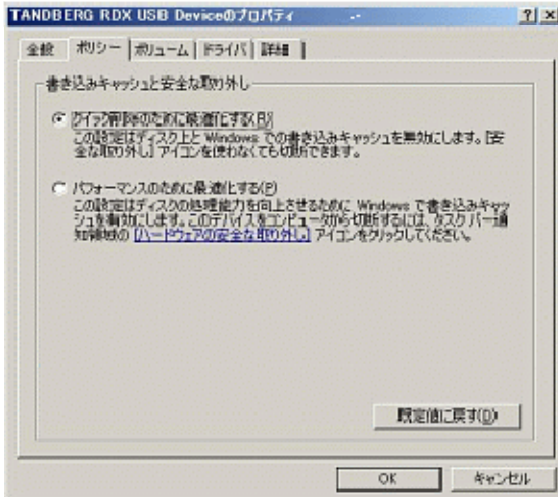 TANDBERG RDX USB Deviceのプロパティ
全般 ポリシー ボリューム ドライバ 詳細
書き込みキャッシュと安全な取り外し
クイック削除のために最適化する(R)
この設定はディスク上と Windows での書き込みキャッシュを無効にします。[安
全な取り外し] アイコンを使わなくても切断できます。
パフォーマンスのために最適化する(P)
この設定はディスクの処理能力を向上させるために Windows で書き込みキャッ
シュを有効にします。このデバイスをコンピュータから切断するには、タスク バー通
知領域の [ハードウェアの安全な取り外し] アイコンをクリックしてください。
既定値に戻す(D)
OK キャンセル